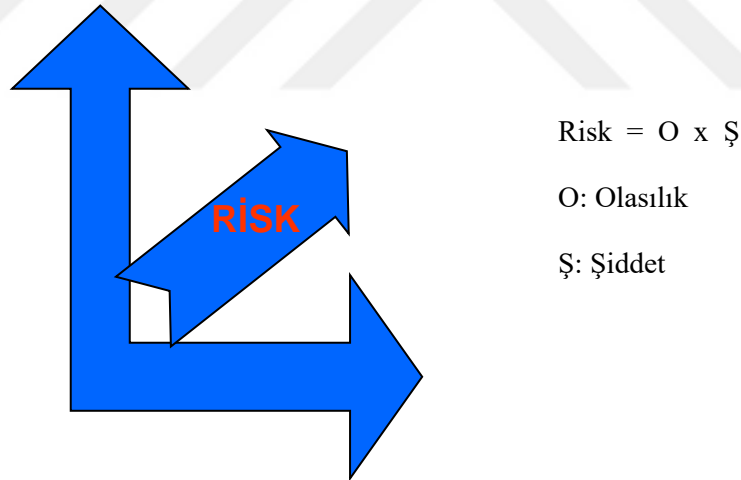 Risk = O x Ş
O: Olasılık
RİSK
Ş: Şiddet